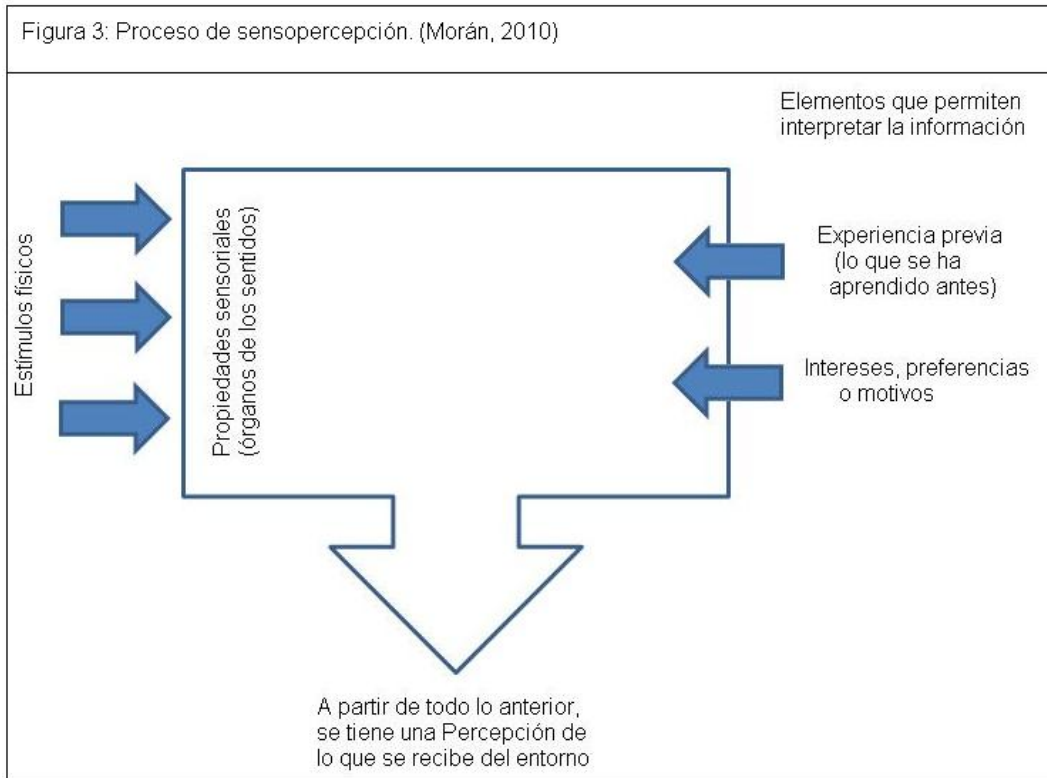 Figura 3: Proceso de sensopercepción. (Morán, 2010)
Elementos que permiten
interpretar la información
Estímulos físicos
Propiedades sensoriales
(órganos de los sentidos)
Experiencia previa
(lo que se ha
aprendido antes)
Intereses, preferencias
o motivos
A partir de todo lo anterior,
se tiene una Percepción de
lo que se recibe del entorno